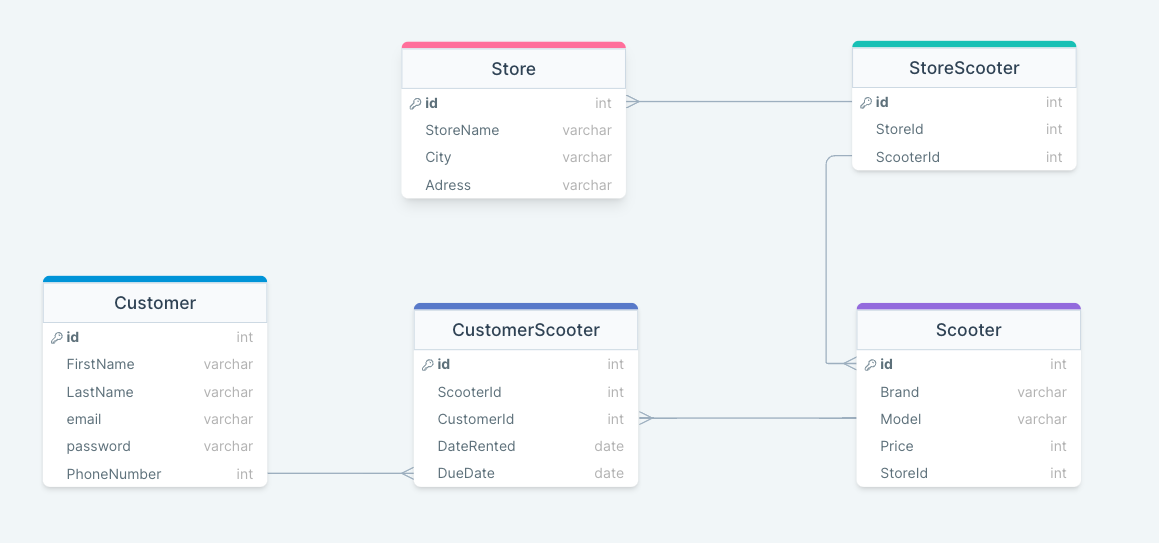 Store
id int
StoreName varchar
City varchar
Adress varchar
StoreScooter
id int
StoreId int
ScooterId int
Customer
id int
FirstName varchar
LastName varchar
email varchar
password varchar
PhoneNumber int
CustomerScooter
id int
ScooterId int
CustomerId int
DateRented date
DueDate date
Scooter
id int
Brand varchar
Model varchar
Price int
StoreId int